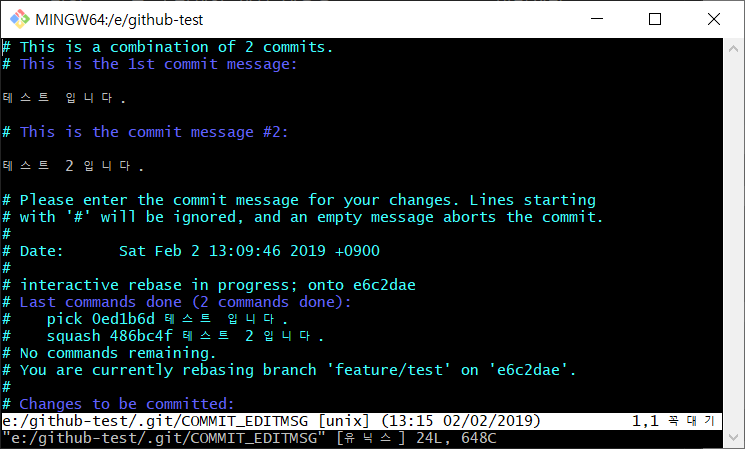 MINGW64:/e/github-test
# This is a combination of 2 commits.
# This is the 1st commit message:
테스트 입니다.
# This is the commit message #2:
테스트 2 입니다.
# Please enter the commit message for your changes. Lines starting
# with '#' will be ignored, and an empty message aborts the commit.
#
# Date:      Sat Feb 2 13:09:46 2019 +0900
#
# interactive rebase in progress; onto e6c2dae
# Last commands done (2 commands done):
#    pick 0ed1b6d 테스트 입니다.
#    squash 486bc4f 테스트 2 입니다.
# No commands remaining.
# You are currently rebasing branch 'feature/test' on 'e6c2dae'.
#
# Changes to be committed:
e:/github-test/.git/COMMIT_EDITMSG [unix] (13:15 02/02/2019) 1,1 꼭대기
"e:/github-test/.git/COMMIT_EDITMSG" [유닉스] 24L, 648C